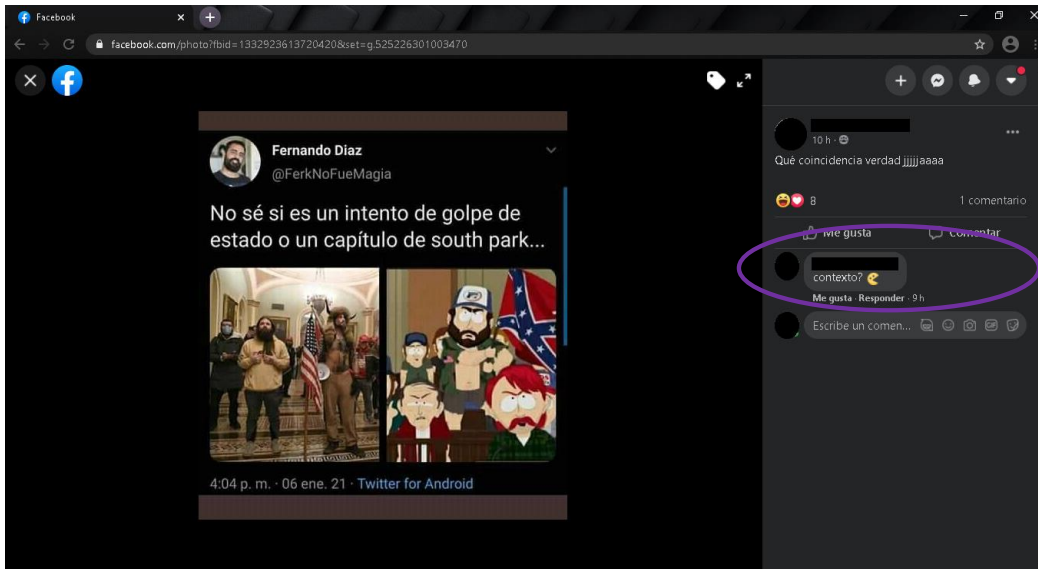 Facebook
facebook.com/photo?fbid=1332923613720420&set=g.525226301003470
Fernando Diaz
@FerkNoFueMagia
No sé si es un intento de golpe de
estado o un capítulo de south park...
4:04 p. m. · 06 ene. 21 · Twitter for Android
10 h ·
Què coincidencia verdad jjjjjaaaa
8 1 comentario
Me gusta Comentar
contexto?
Me gusta · Responder · 9 h
Escribe un comen... GIF